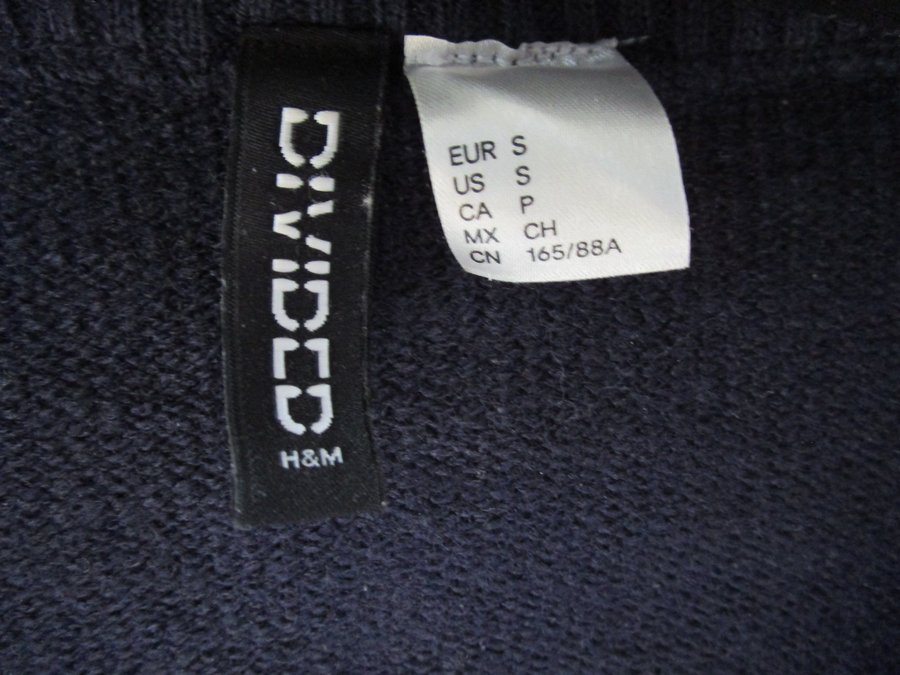 DIVIDED
H&M
EUR S
US S
CA P
MX CH
CN 165/88A